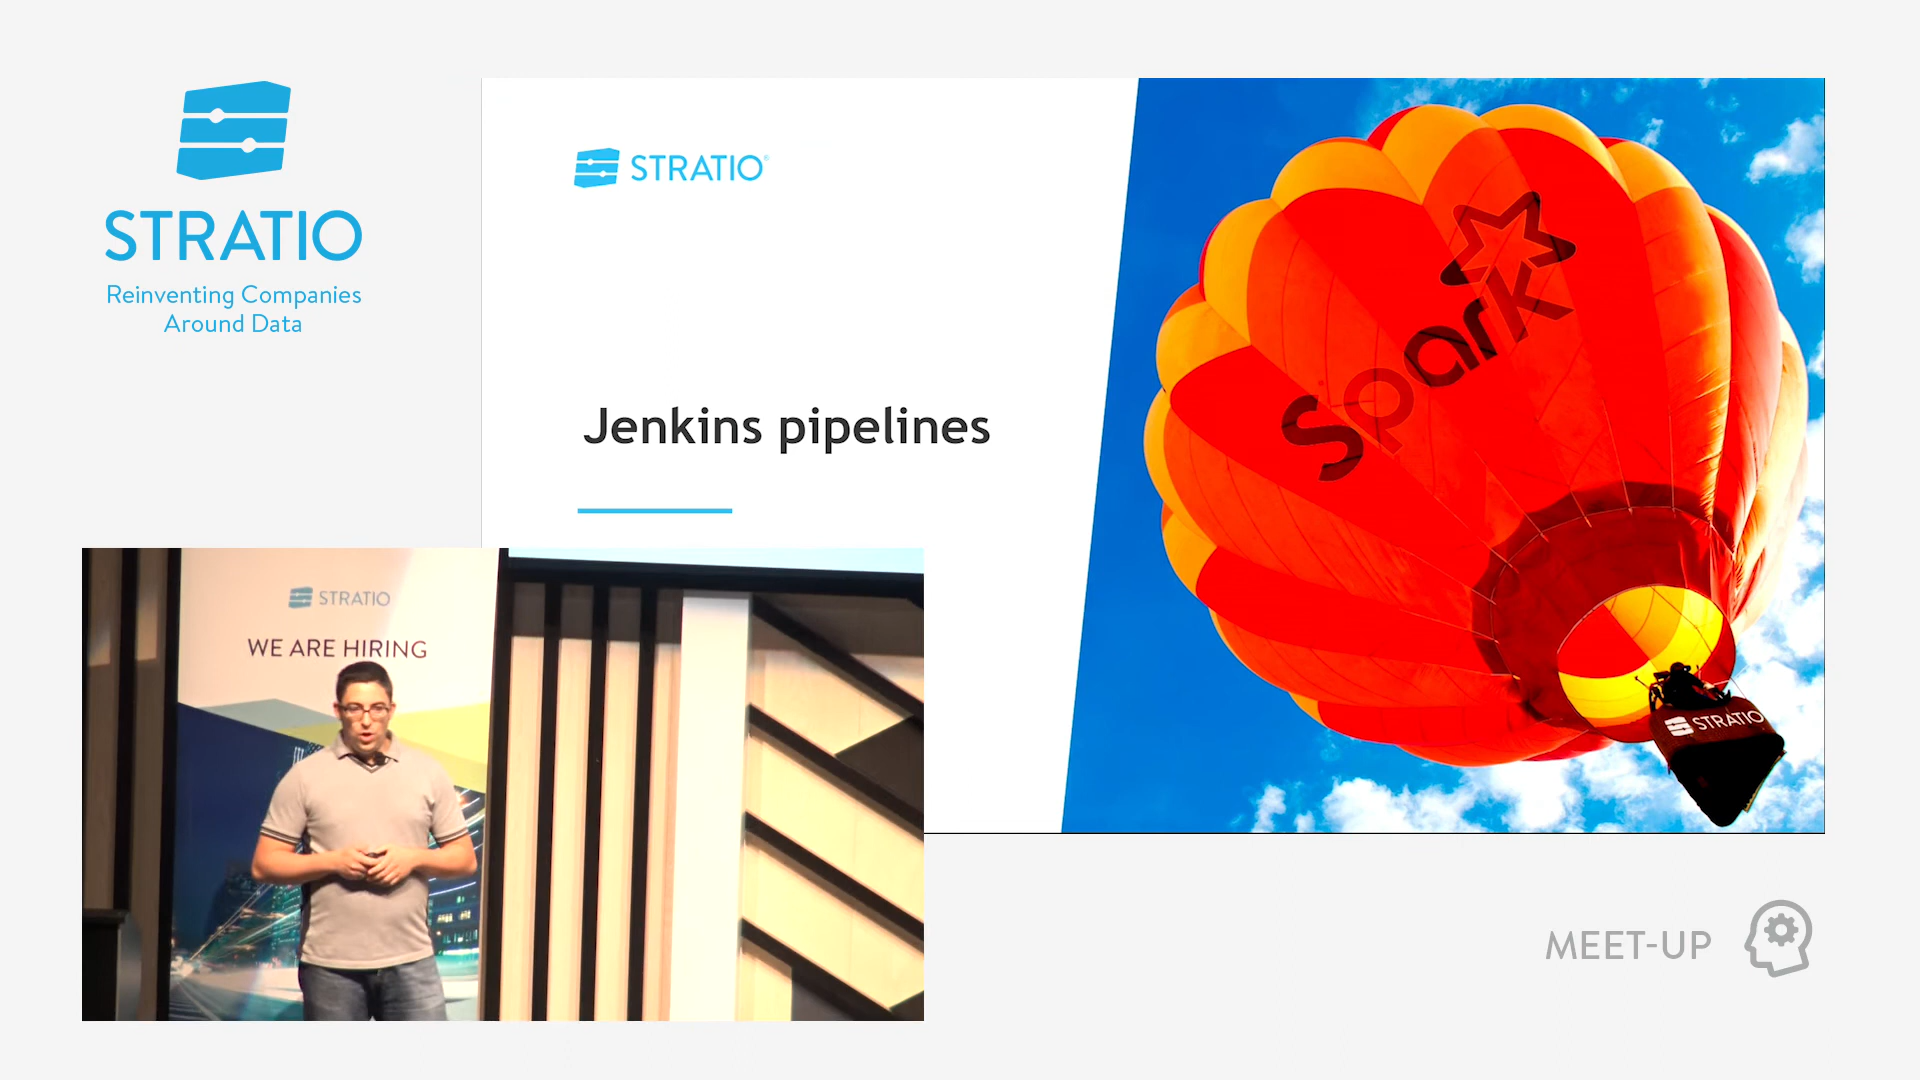 STRATIO
Reinventing Companies
Around Data
STRATIO®
Jenkins pipelines
Spark
STRATIO
STRATIO
WE ARE HIRING
MEET-UP